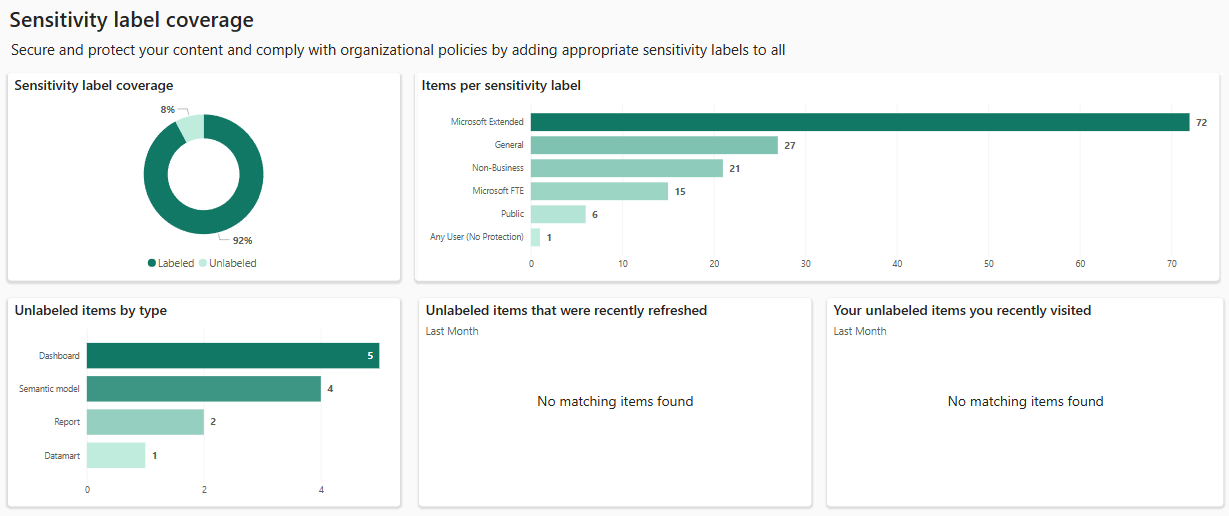 Sensitivity label coverage
Secure and protect your content and comply with organizational policies by adding appropriate sensitivity labels to all
Sensitivity label coverage
8%
92%
Labeled Unlabeled
Items per sensitivity label
Microsoft Extended 72
General 27
Non-Business 21
Microsoft FTE 15
Public 6
Any User (No Protection) 1
0 10 20 30 40 50 60 70
Unlabeled items by type
Dashboard 5
Semantic model 4
Report 2
Datamart 1
0 2 4
Unlabeled items that were recently refreshed
Last Month
No matching items found
Your unlabeled items you recently visited
Last Month
No matching items found